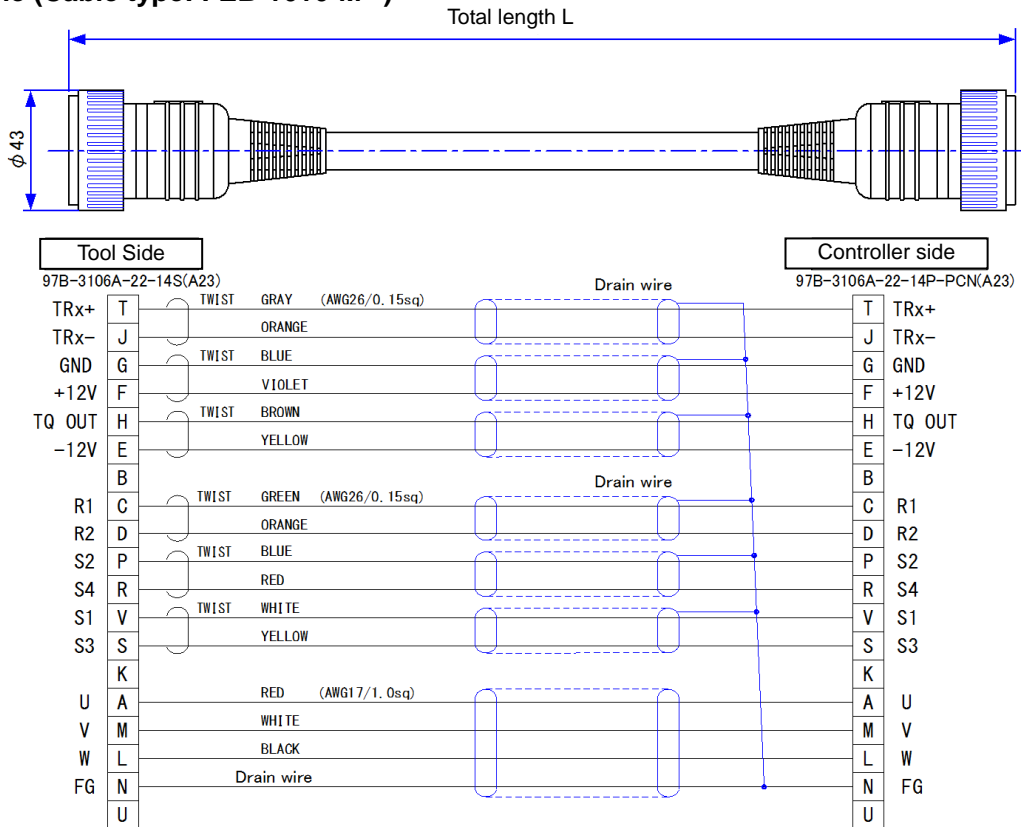 Total length L
φ43
Tool Side
Controller side
97B-3106A-22-14S(A23)
97B-3106A-22-14P-PCN(A23)
Drain wire
TRx+ T TWIST GRAY (AWG26/0.15sq) T TRx+
TRx- J ORANGE J TRx-
GND G TWIST BLUE G GND
+12V F VIOLET F +12V
TQ OUT H TWIST BROWN H TQ OUT
-12V E YELLOW E -12V
B B
Drain wire
R1 C TWIST GREEN (AWG26/0.15sq) C R1
R2 D ORANGE D R2
S2 P TWIST BLUE P S2
S4 R RED R S4
S1 V TWIST WHITE V S1
S3 S YELLOW S S3
K K
U A RED (AWG17/1.0sq) A U
V M WHITE M V
W L BLACK L W
FG N Drain wire N FG
U U